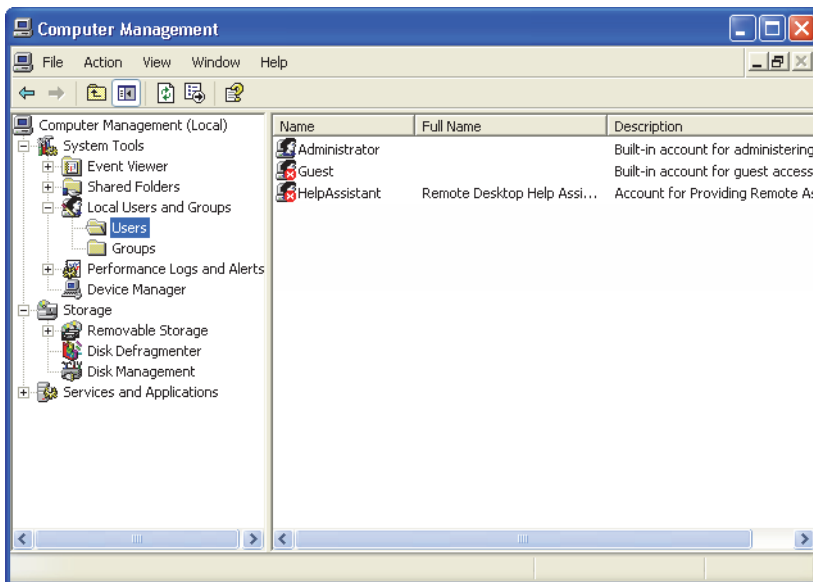 Computer Management
File Action View Window Help
Computer Management (Local)
System Tools
Event Viewer
Shared Folders
Local Users and Groups
Users
Groups
Performance Logs and Alerts
Device Manager
Storage
Removable Storage
Disk Defragmenter
Disk Management
Services and Applications
Name Full Name Description
Administrator Built-in account for administering
Guest Built-in account for guest access
HelpAssistant Remote Desktop Help Assi... Account for Providing Remote As